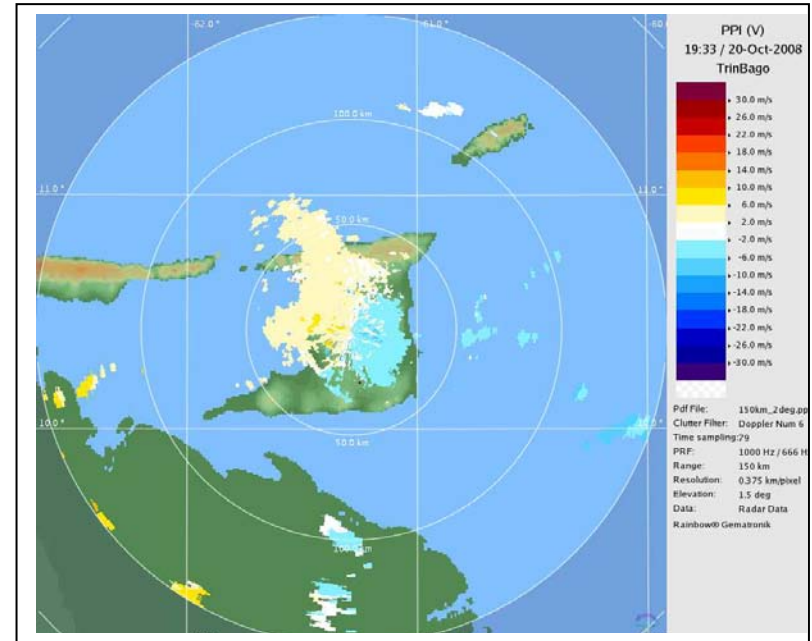 -62.0 °
-61.0 °
-60.
PPI (V)
19:33 / 20-Oct-2008
TrinBago
100.0 km
11.0 °
11.0 °
50.0 km
10.0 °
50.0 km
100.0 km
30.0 m/s
26.0 m/s
22.0 m/s
18.0 m/s
14.0 m/s
10.0 m/s
6.0 m/s
2.0 m/s
-2.0 m/s
-6.0 m/s
-10.0 m/s
-14.0 m/s
-18.0 m/s
-22.0 m/s
-26.0 m/s
-30.0 m/s
Pdf File: 150km_2deg.pp
Clutter Filter: Doppler Num 6
Time sampling:79
PRF: 1000 Hz / 666 H
Range: 150 km
Resolution: 0.375 km/pixel
Elevation: 1.5 deg
Data: Radar Data
Rainbow® Gematronik